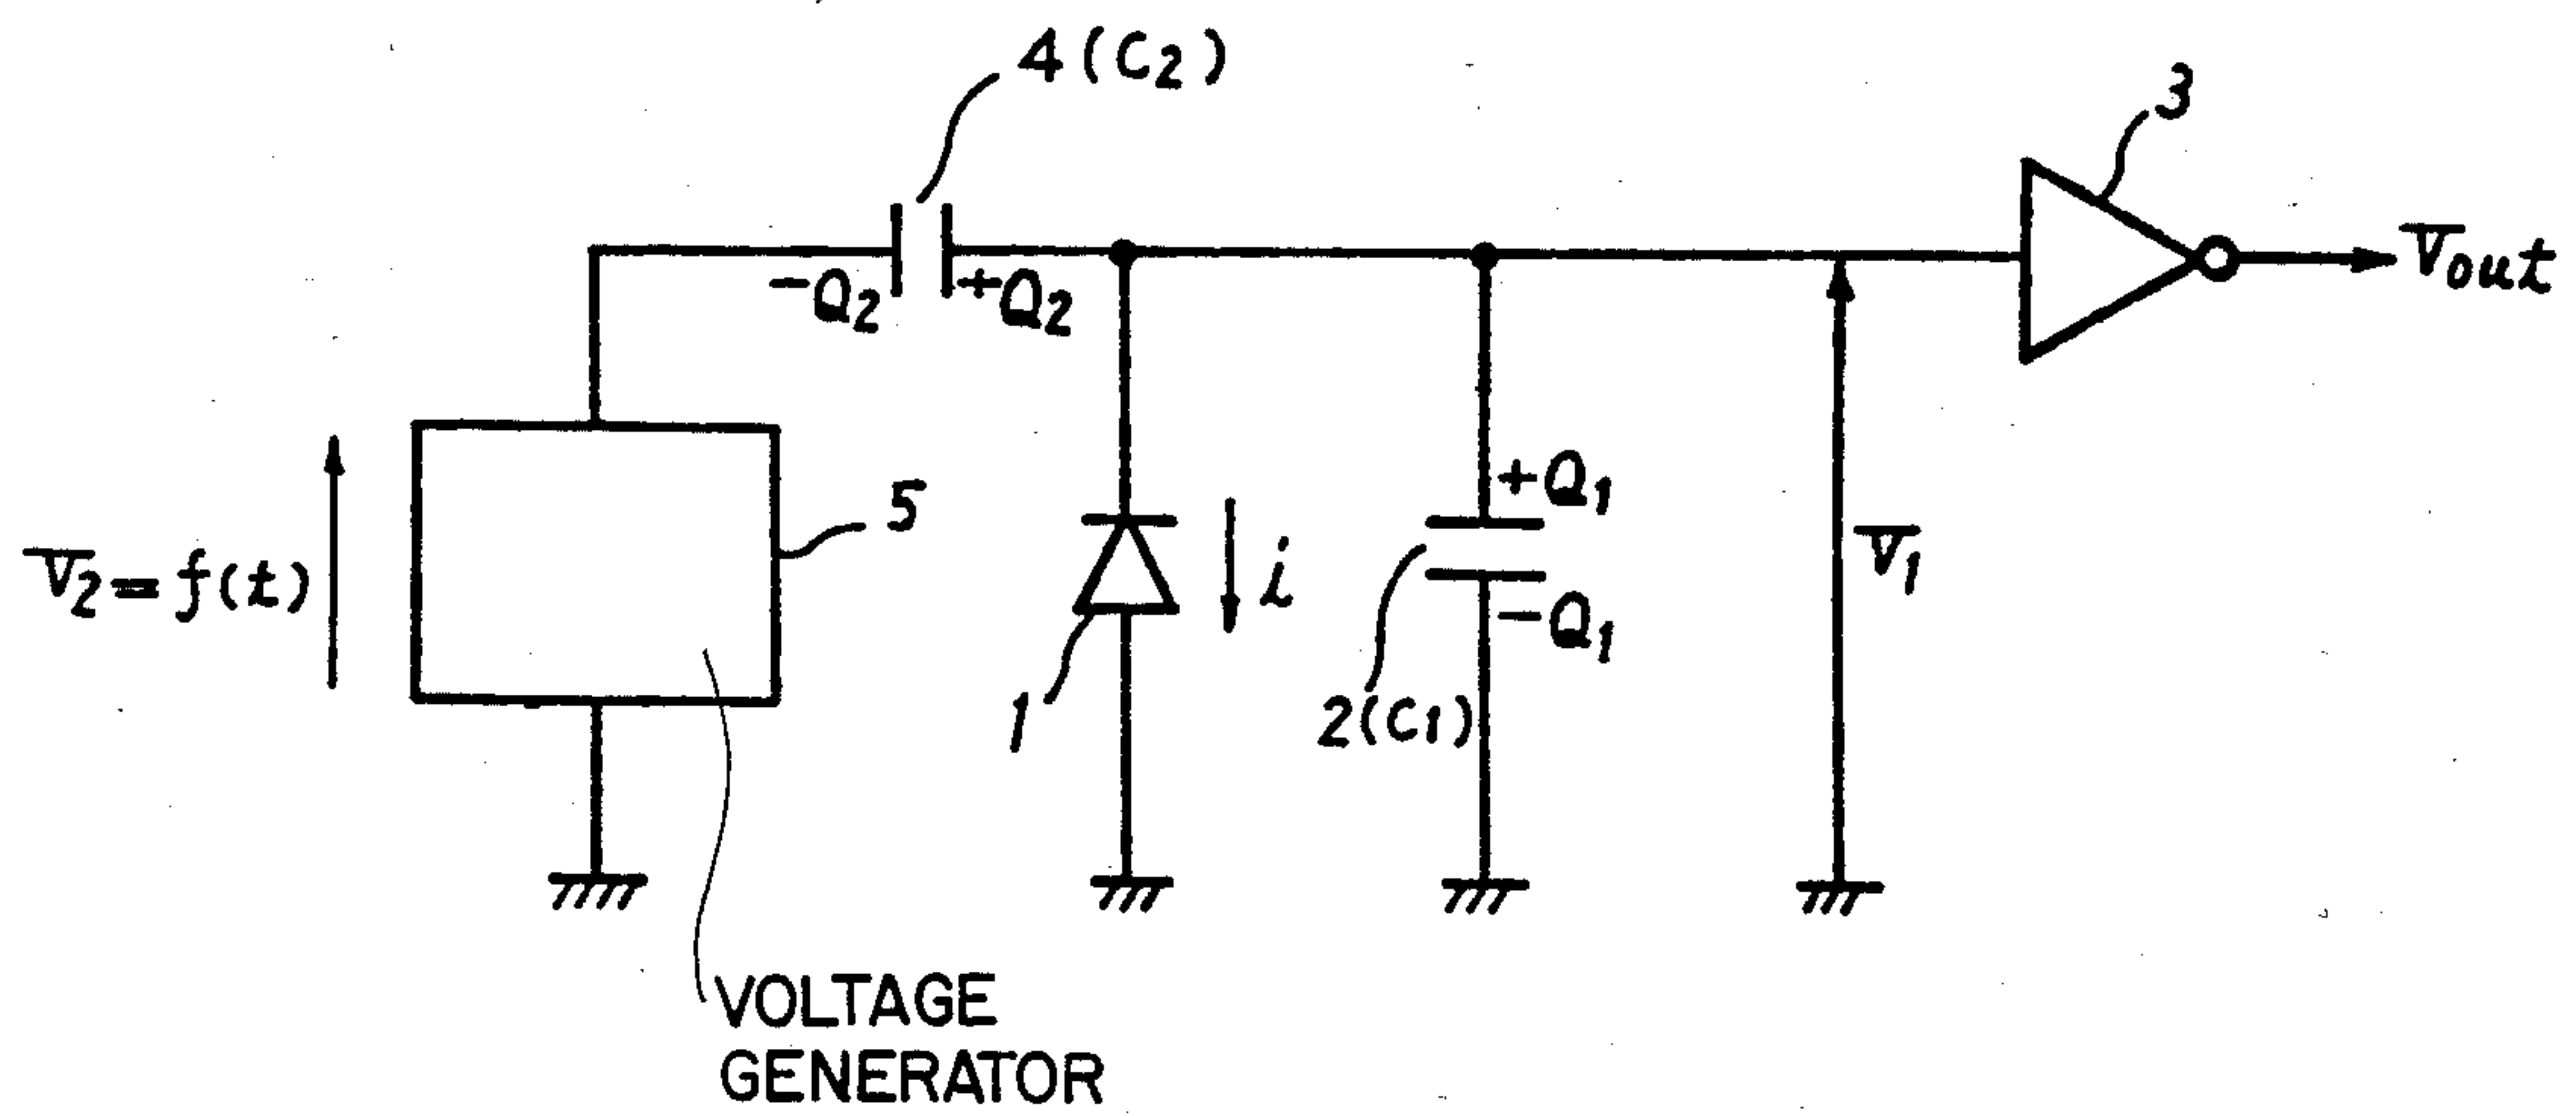 4 (C2)
3
-Q2
+Q2
Vout
5
V2=f(t)
i
+Q1
-Q1
V1
1
2(C1)
VOLTAGE
GENERATOR